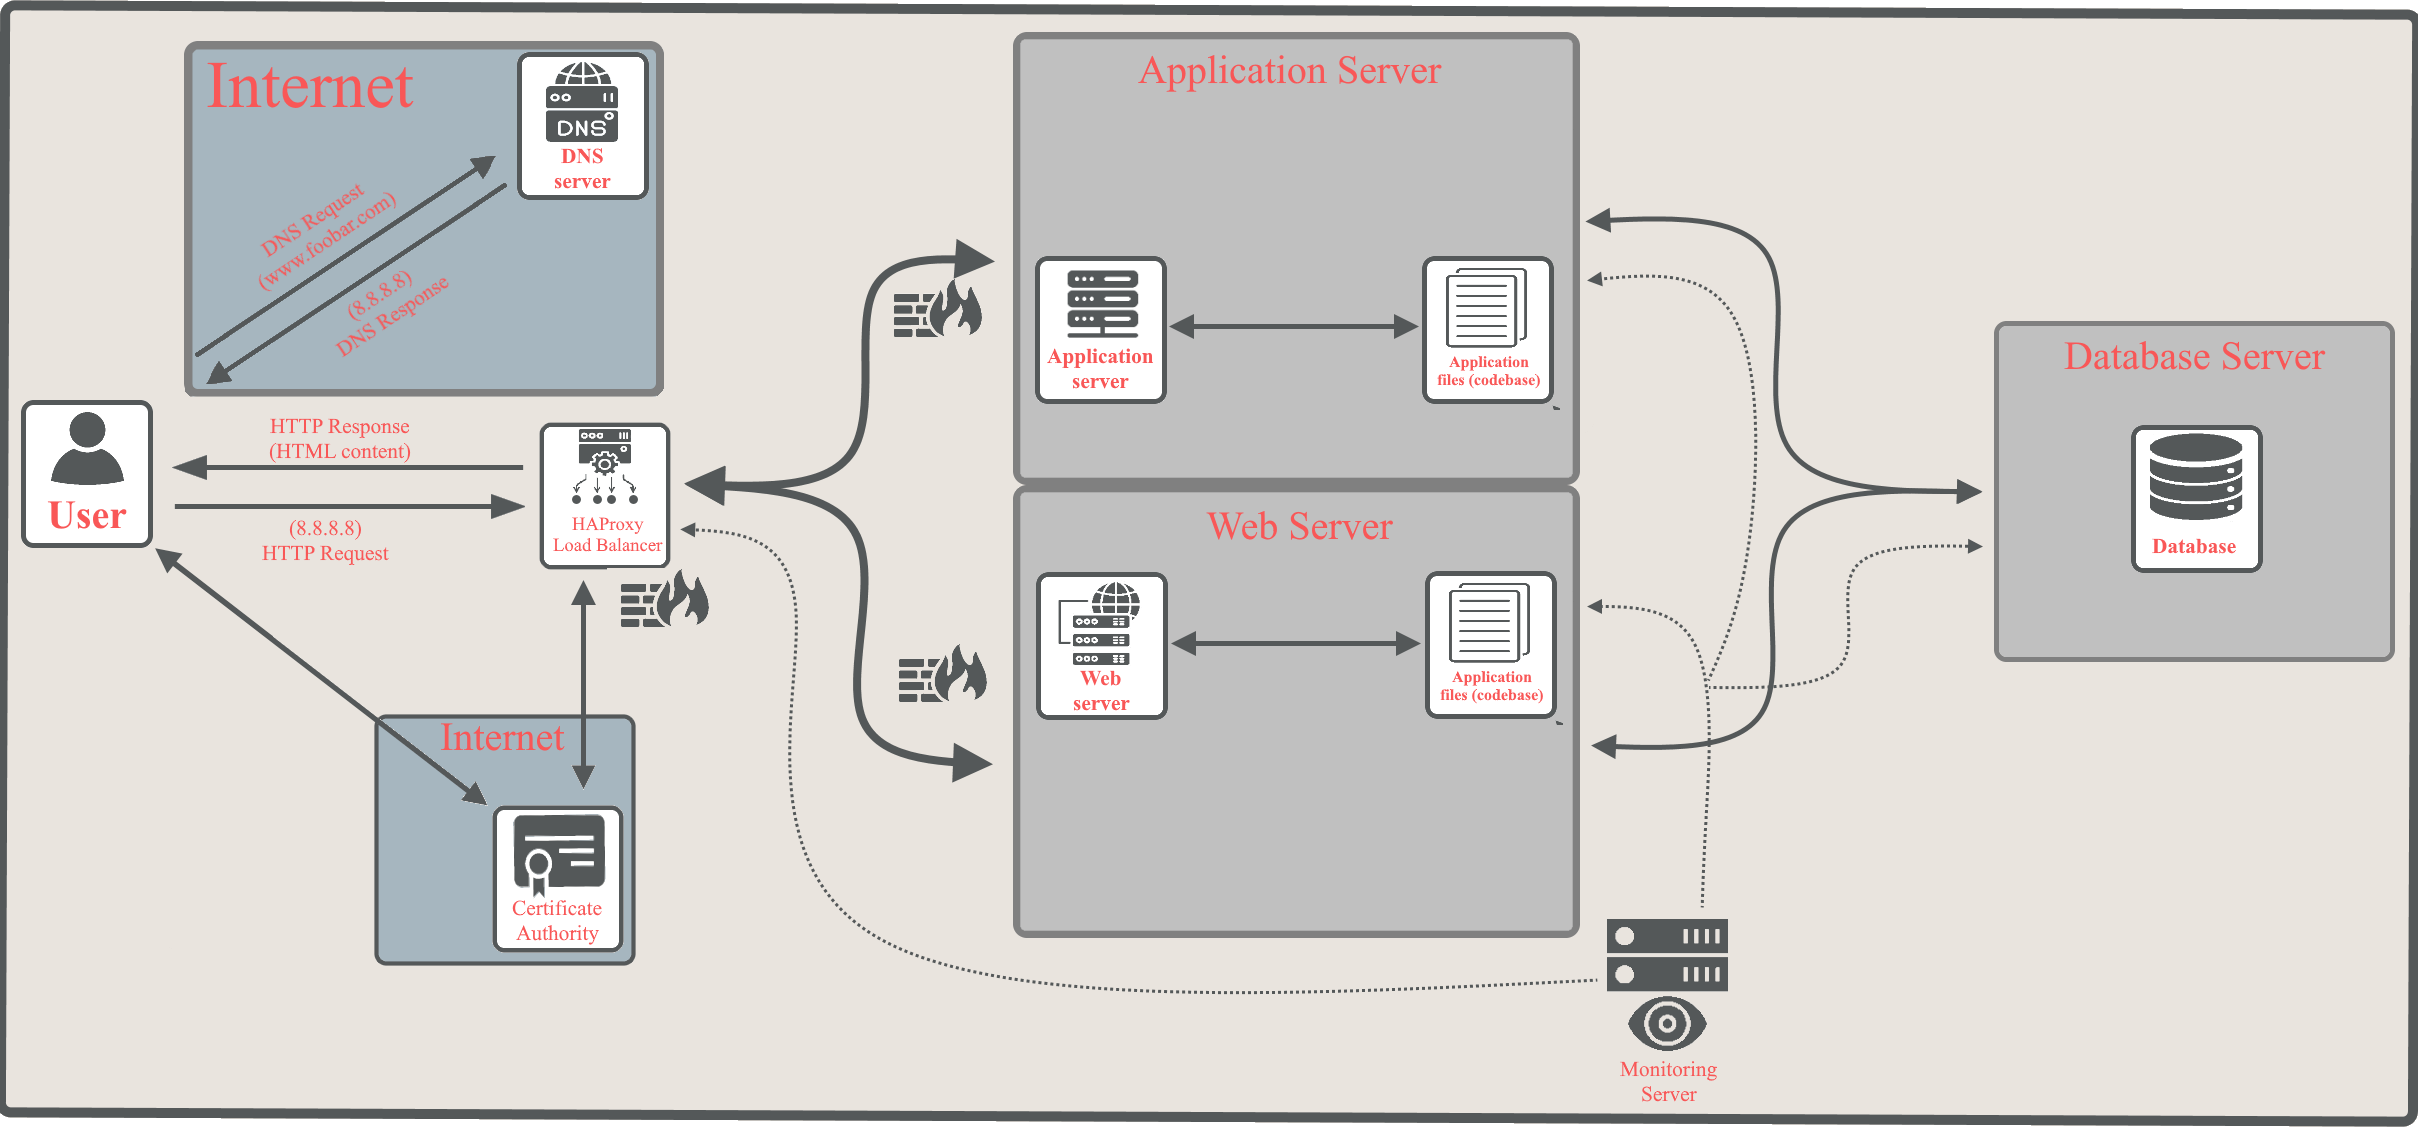 Internet
DNS
DNS
server
DNS Request
(www.foobar.com)
(8.8.8.8)
DNS Response
User
HTTP Response
(HTML content)
(8.8.8.8)
HTTP Request
HAProxy
Load Balancer
Internet
Certificate
Authority
Application Server
Application
server
Application
files (codebase)
Web Server
Web
server
Application
files (codebase)
Database Server
Database
Monitoring
Server